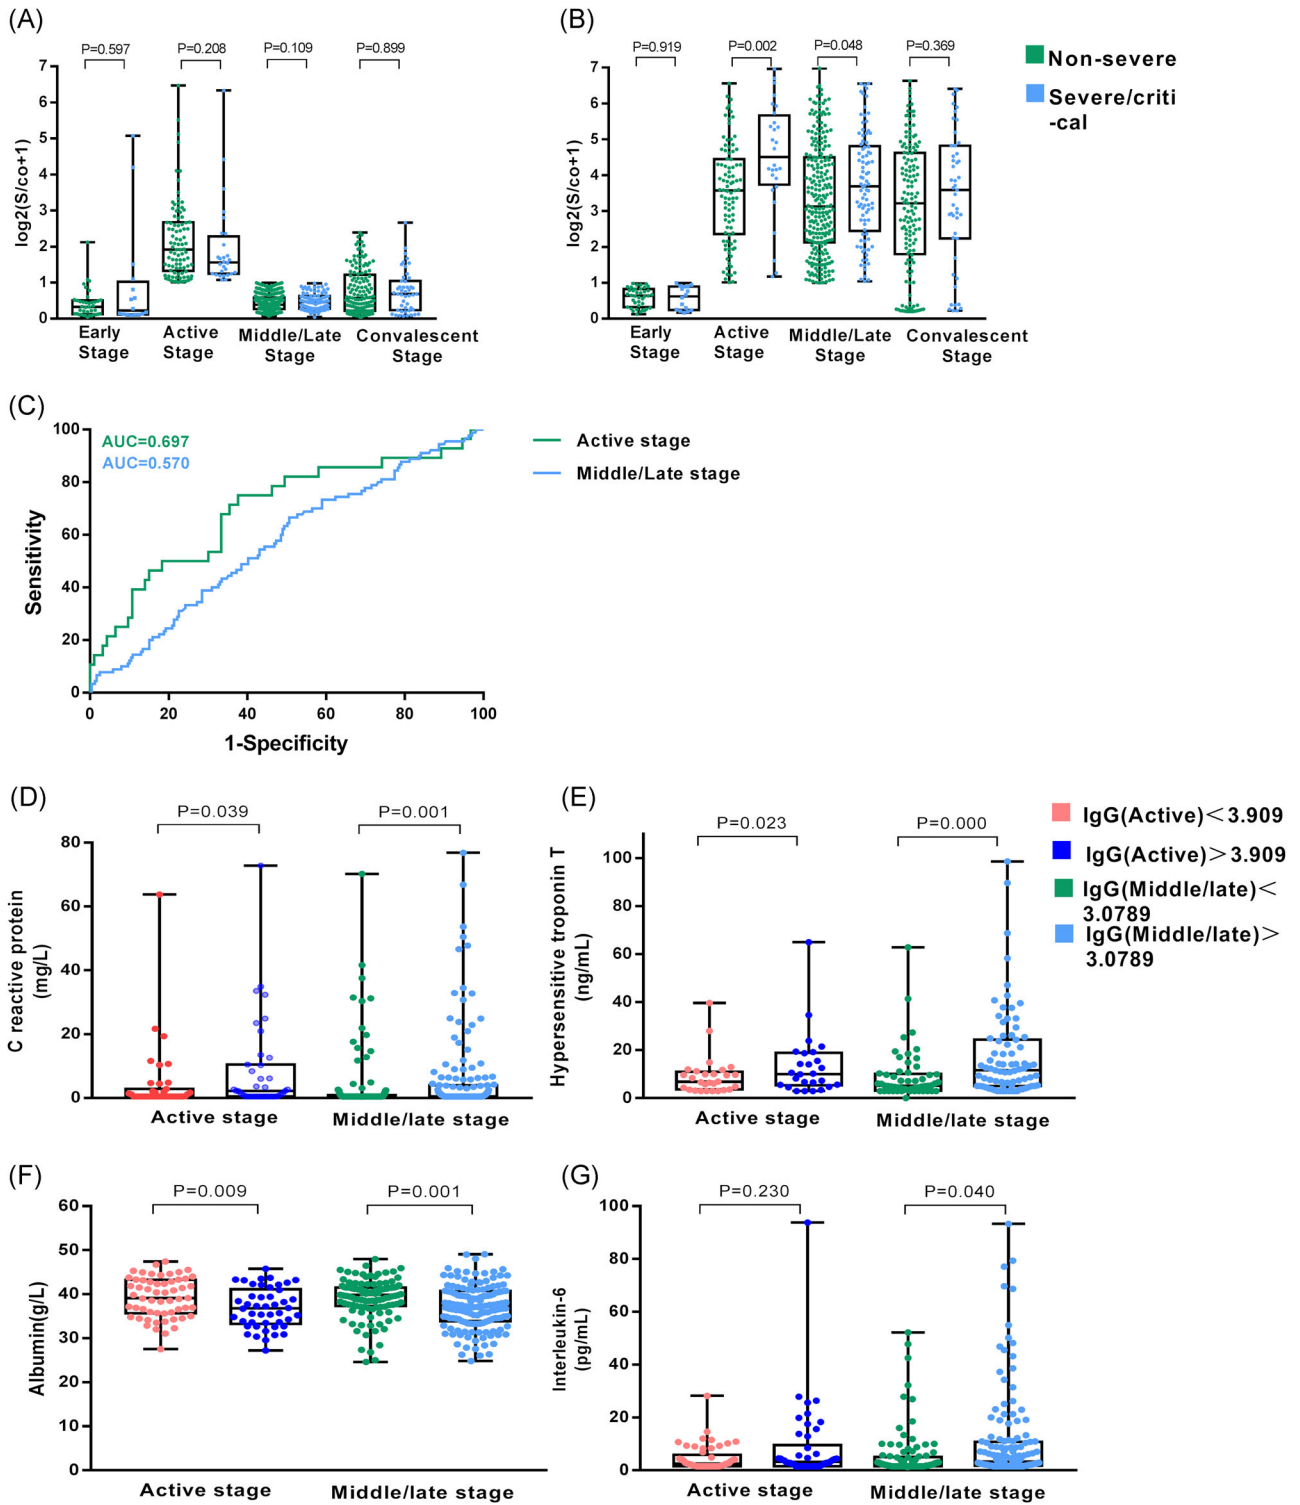 (A)
P=0.597
P=0.208
P=0.109
P=0.899
log2(S/co+1)
7
6
5
4
3
2
1
0
Early
Stage
Active
Stage
Middle/Late
Stage
Convalescent
Stage
(B)
P=0.919
P=0.002
P=0.048
P=0.369
log2(S/co+1)
7
6
5
4
3
2
1
0
Early
Stage
Active
Stage
Middle/Late
Stage
Convalescent
Stage
Non-severe
Severe/criti
-cal
(C)
AUC=0.697
AUC=0.570
Sensitivity
100
80
60
40
20
0
0
20
40
60
80
100
1-Specificity
Active stage
Middle/Late stage
(D)
P=0.039
P=0.001
C reactive protein
(mg/L)
80
60
40
20
0
Active stage
Middle/late stage
(E)
P=0.023
P=0.000
Hypersensitive troponin T
(ng/mL)
100
80
60
40
20
0
Active stage
Middle/late stage
IgG(Active)＜3.909
IgG(Active)＞3.909
IgG(Middle/late)＜
3.0789
IgG(Middle/late)＞
3.0789
(F)
P=0.009
P=0.001
Albumin(g/L)
60
50
40
30
20
10
0
Active stage
Middle/late stage
(G)
P=0.230
P=0.040
Interleukin-6
(pg/mL)
100
80
60
40
20
0
Active stage
Middle/late stage